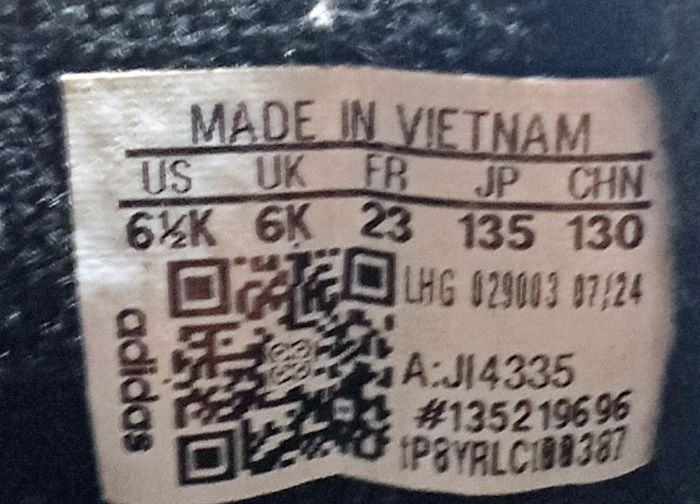 MADE IN VIETNAM
US UK FR JP CHN
6½K 6K 23 135 130
LHG 029003 07/24
adidas
A:JI4335
#135219696
1P8YRLC100387